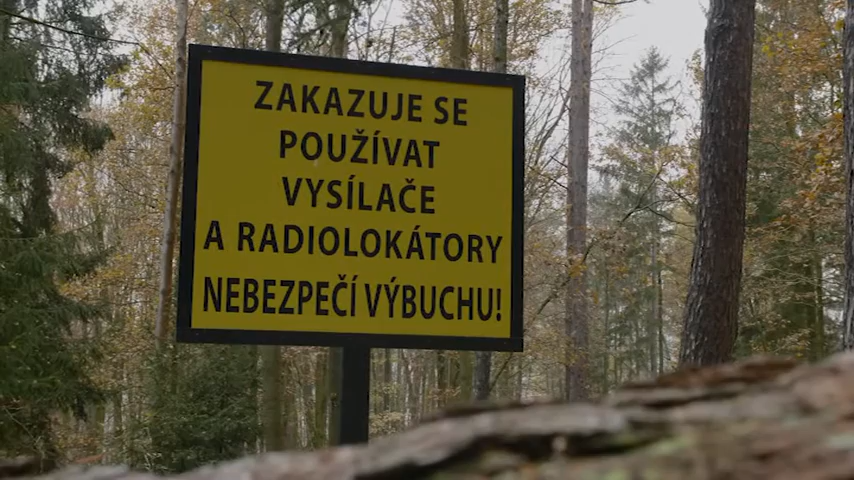 ZAKAZUJE SE
POUŽÍVAT
VYSÍLAČE
A RADIOLOKÁTORY
NEBEZPEČÍ VÝBUCHU!